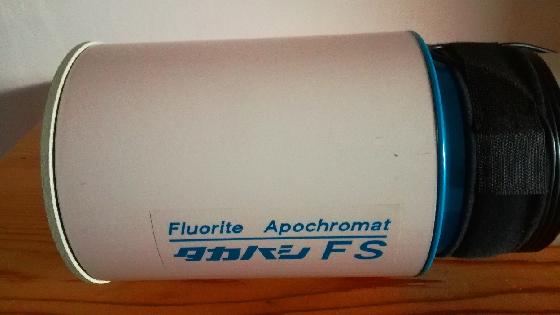 Fluorite Apochromat
タカハシ FS